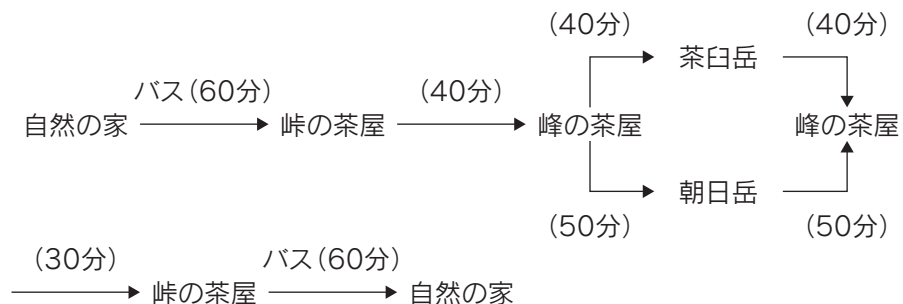 (40分) (40分)
茶臼岳
バス(60分) (40分)
自然の家 峠の茶屋 峰の茶屋 峰の茶屋
朝日岳
(50分) (50分)
(30分) バス(60分)
峠の茶屋 自然の家